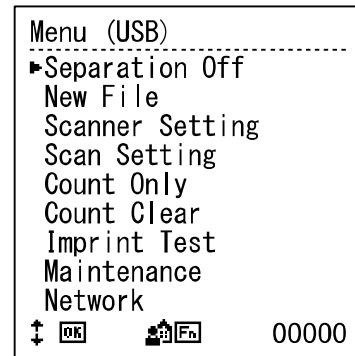 Menu (USB)
Separation Off
New File
Scanner Setting
Scan Setting
Count Only
Count Clear
Imprint Test
Maintenance
Network
OK Fn 00000